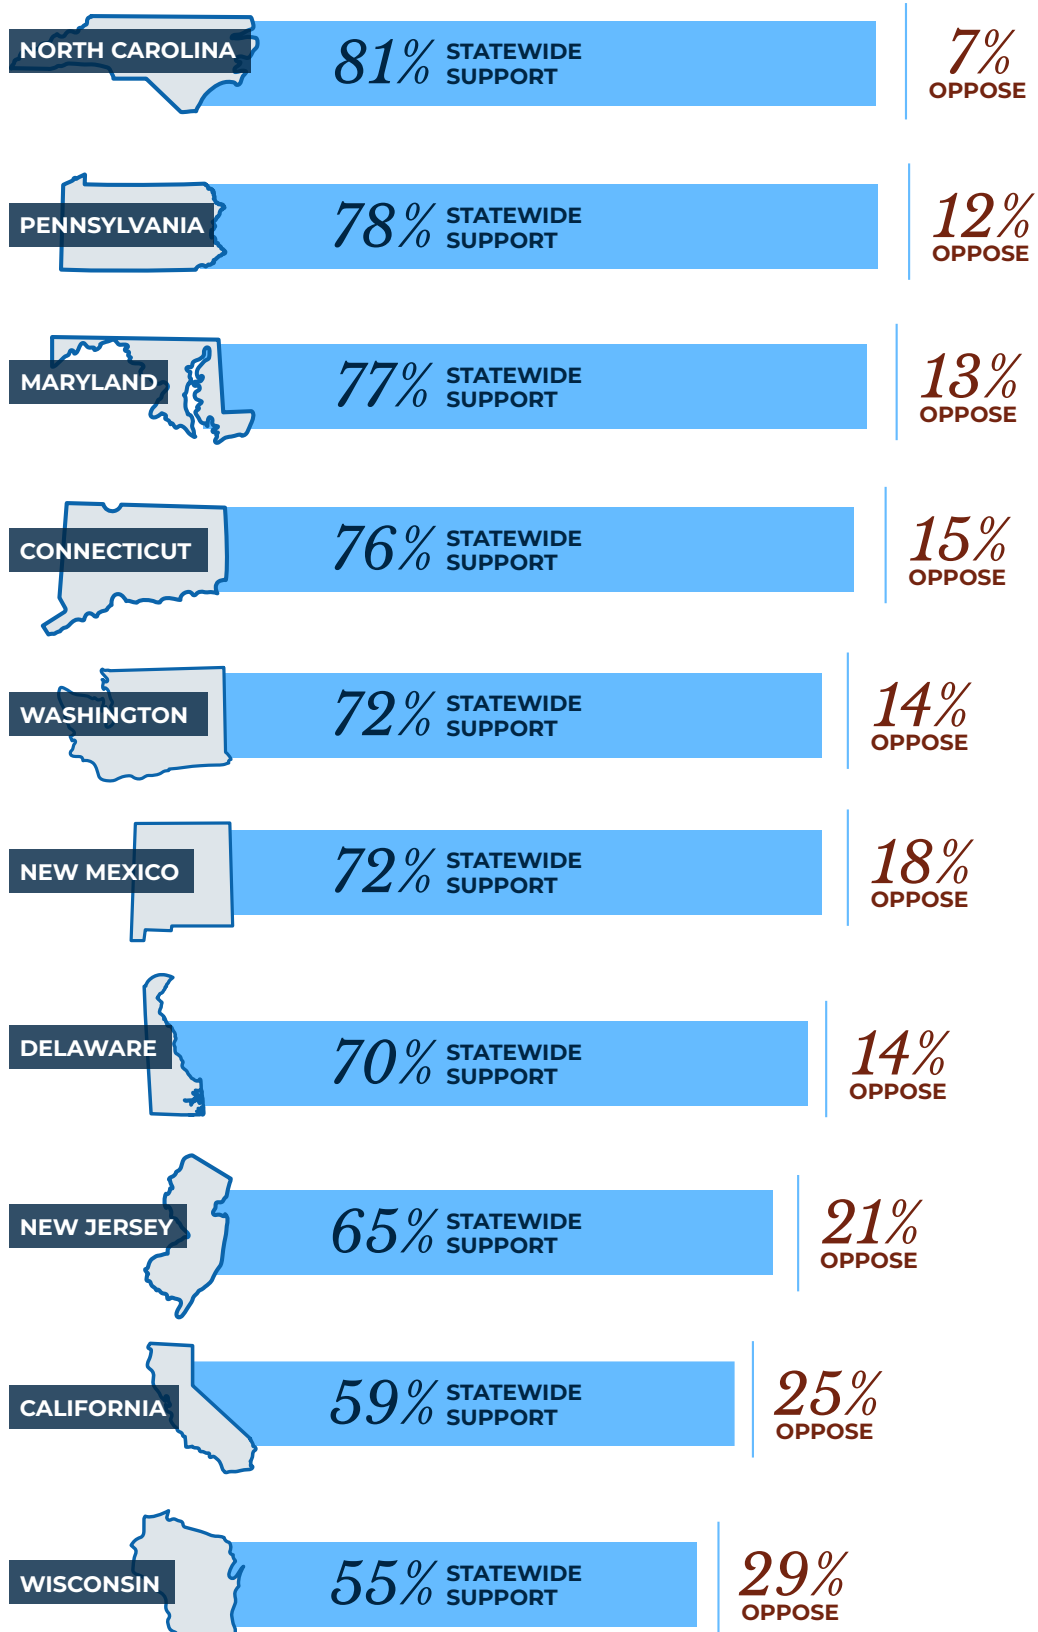 NORTH CAROLINA
81% STATEWIDE
SUPPORT
7%
OPPOSE
PENNSYLVANIA
78% STATEWIDE
SUPPORT
12%
OPPOSE
MARYLAND
77% STATEWIDE
SUPPORT
13%
OPPOSE
CONNECTICUT
76% STATEWIDE
SUPPORT
15%
OPPOSE
WASHINGTON
72% STATEWIDE
SUPPORT
14%
OPPOSE
NEW MEXICO
72% STATEWIDE
SUPPORT
18%
OPPOSE
DELAWARE
70% STATEWIDE
SUPPORT
14%
OPPOSE
NEW JERSEY
65% STATEWIDE
SUPPORT
21%
OPPOSE
CALIFORNIA
59% STATEWIDE
SUPPORT
25%
OPPOSE
WISCONSIN
55% STATEWIDE
SUPPORT
29%
OPPOSE